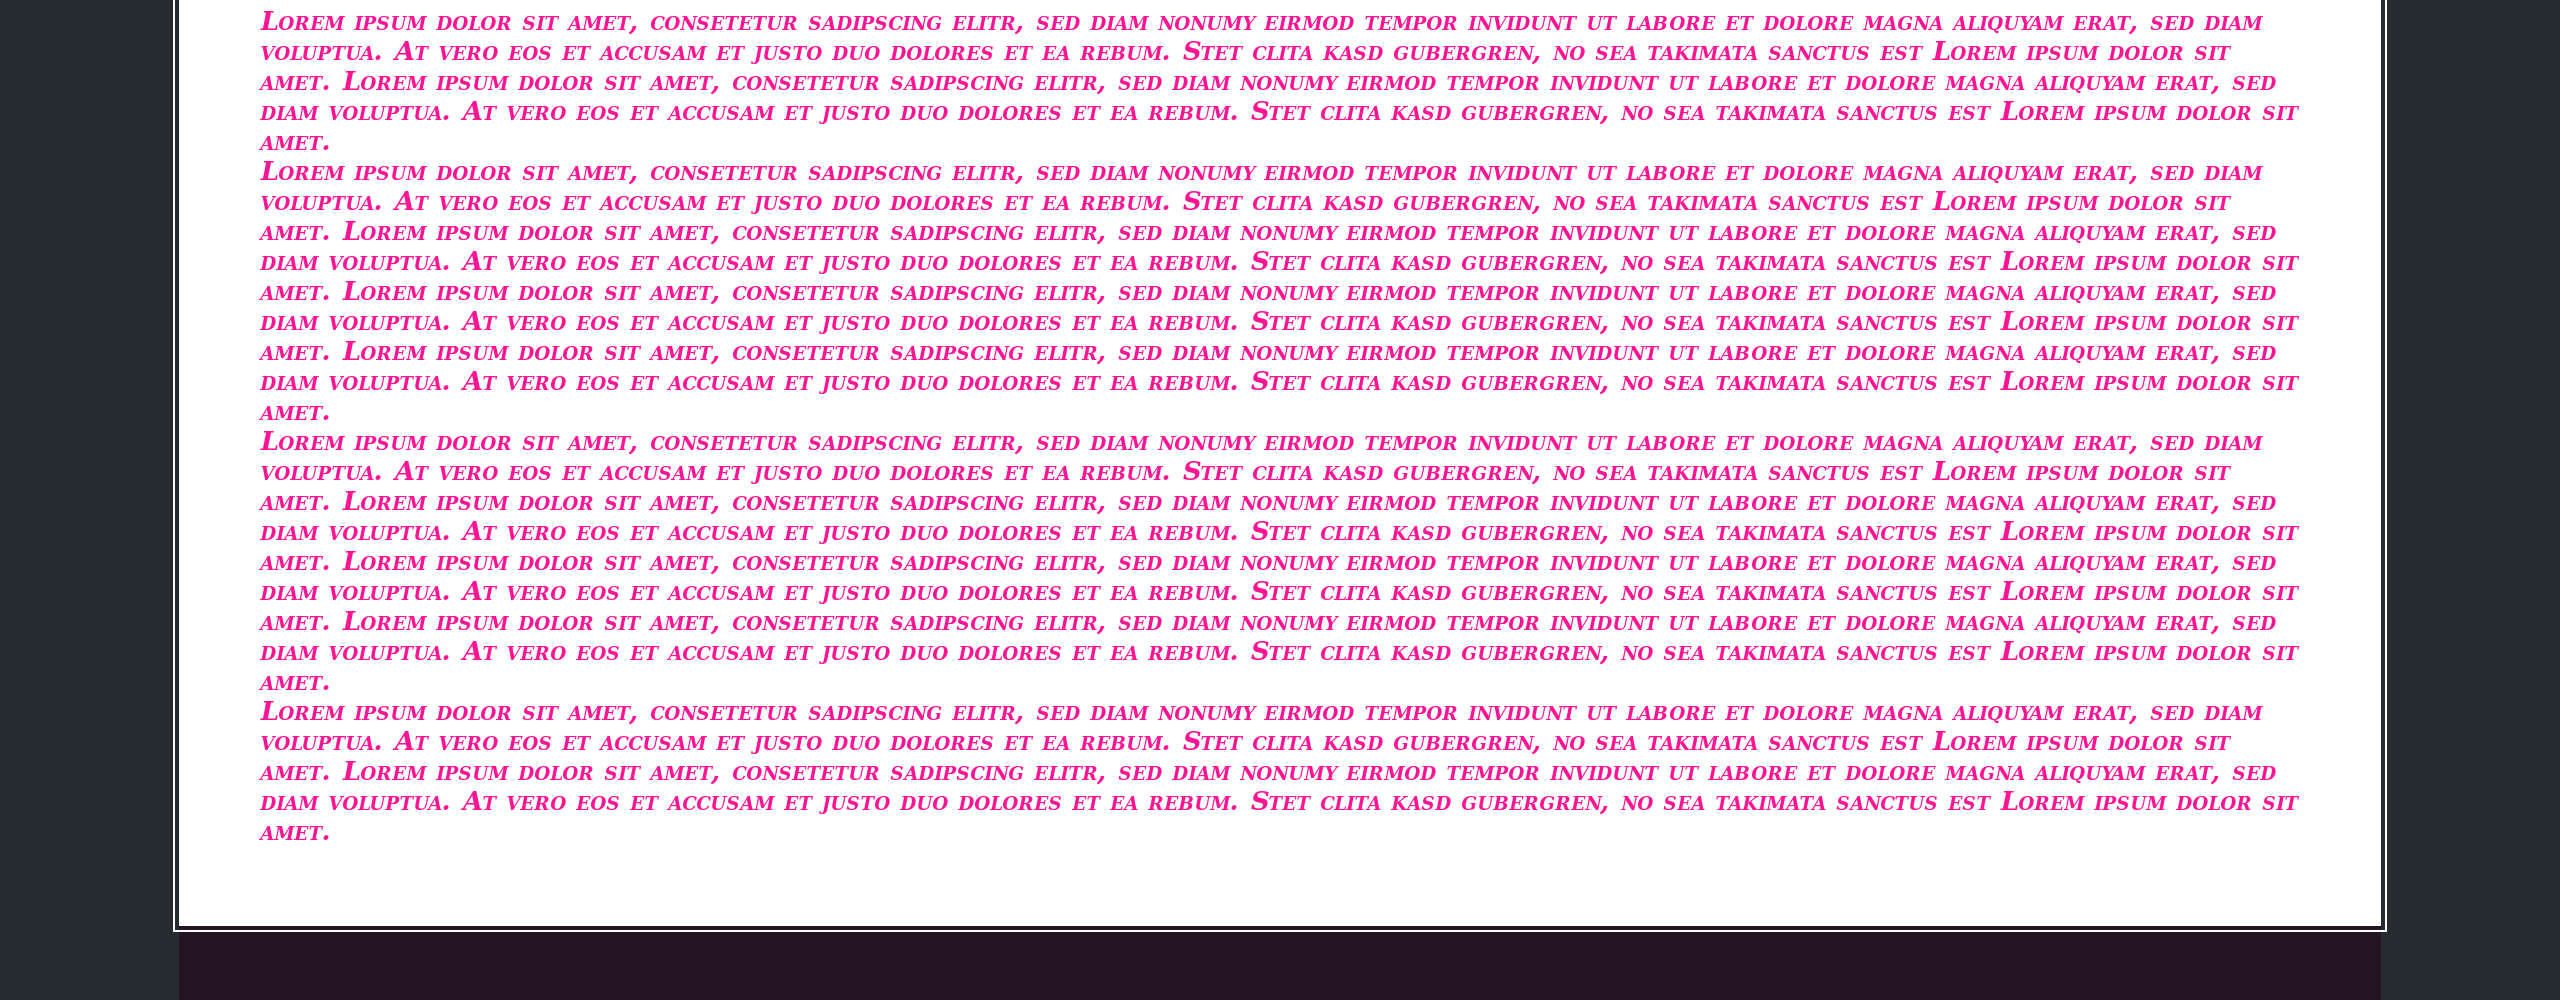 Lorem ipsum dolor sit amet, consetetur sadipscing elitr, sed diam nonumy eirmod tempor invidunt ut labore et dolore magna aliquyam erat, sed diam
voluptua. At vero eos et accusam et justo duo dolores et ea rebum. Stet clita kasd gubergren, no sea takimata sanctus est Lorem ipsum dolor sit
amet. Lorem ipsum dolor sit amet, consetetur sadipscing elitr, sed diam nonumy eirmod tempor invidunt ut labore et dolore magna aliquyam erat, sed
diam voluptua. At vero eos et accusam et justo duo dolores et ea rebum. Stet clita kasd gubergren, no sea takimata sanctus est Lorem ipsum dolor sit
amet.
Lorem ipsum dolor sit amet, consetetur sadipscing elitr, sed diam nonumy eirmod tempor invidunt ut labore et dolore magna aliquyam erat, sed diam
voluptua. At vero eos et accusam et justo duo dolores et ea rebum. Stet clita kasd gubergren, no sea takimata sanctus est Lorem ipsum dolor sit
amet. Lorem ipsum dolor sit amet, consetetur sadipscing elitr, sed diam nonumy eirmod tempor invidunt ut labore et dolore magna aliquyam erat, sed
diam voluptua. At vero eos et accusam et justo duo dolores et ea rebum. Stet clita kasd gubergren, no sea takimata sanctus est Lorem ipsum dolor sit
amet. Lorem ipsum dolor sit amet, consetetur sadipscing elitr, sed diam nonumy eirmod tempor invidunt ut labore et dolore magna aliquyam erat, sed
diam voluptua. At vero eos et accusam et justo duo dolores et ea rebum. Stet clita kasd gubergren, no sea takimata sanctus est Lorem ipsum dolor sit
amet. Lorem ipsum dolor sit amet, consetetur sadipscing elitr, sed diam nonumy eirmod tempor invidunt ut labore et dolore magna aliquyam erat, sed
diam voluptua. At vero eos et accusam et justo duo dolores et ea rebum. Stet clita kasd gubergren, no sea takimata sanctus est Lorem ipsum dolor sit
amet.
Lorem ipsum dolor sit amet, consetetur sadipscing elitr, sed diam nonumy eirmod tempor invidunt ut labore et dolore magna aliquyam erat, sed diam
voluptua. At vero eos et accusam et justo duo dolores et ea rebum. Stet clita kasd gubergren, no sea takimata sanctus est Lorem ipsum dolor sit
amet. Lorem ipsum dolor sit amet, consetetur sadipscing elitr, sed diam nonumy eirmod tempor invidunt ut labore et dolore magna aliquyam erat, sed
diam voluptua. At vero eos et accusam et justo duo dolores et ea rebum. Stet clita kasd gubergren, no sea takimata sanctus est Lorem ipsum dolor sit
amet. Lorem ipsum dolor sit amet, consetetur sadipscing elitr, sed diam nonumy eirmod tempor invidunt ut labore et dolore magna aliquyam erat, sed
diam voluptua. At vero eos et accusam et justo duo dolores et ea rebum. Stet clita kasd gubergren, no sea takimata sanctus est Lorem ipsum dolor sit
amet. Lorem ipsum dolor sit amet, consetetur sadipscing elitr, sed diam nonumy eirmod tempor invidunt ut labore et dolore magna aliquyam erat, sed
diam voluptua. At vero eos et accusam et justo duo dolores et ea rebum. Stet clita kasd gubergren, no sea takimata sanctus est Lorem ipsum dolor sit
amet.
Lorem ipsum dolor sit amet, consetetur sadipscing elitr, sed diam nonumy eirmod tempor invidunt ut labore et dolore magna aliquyam erat, sed diam
voluptua. At vero eos et accusam et justo duo dolores et ea rebum. Stet clita kasd gubergren, no sea takimata sanctus est Lorem ipsum dolor sit
amet. Lorem ipsum dolor sit amet, consetetur sadipscing elitr, sed diam nonumy eirmod tempor invidunt ut labore et dolore magna aliquyam erat, sed
diam voluptua. At vero eos et accusam et justo duo dolores et ea rebum. Stet clita kasd gubergren, no sea takimata sanctus est Lorem ipsum dolor sit
amet.